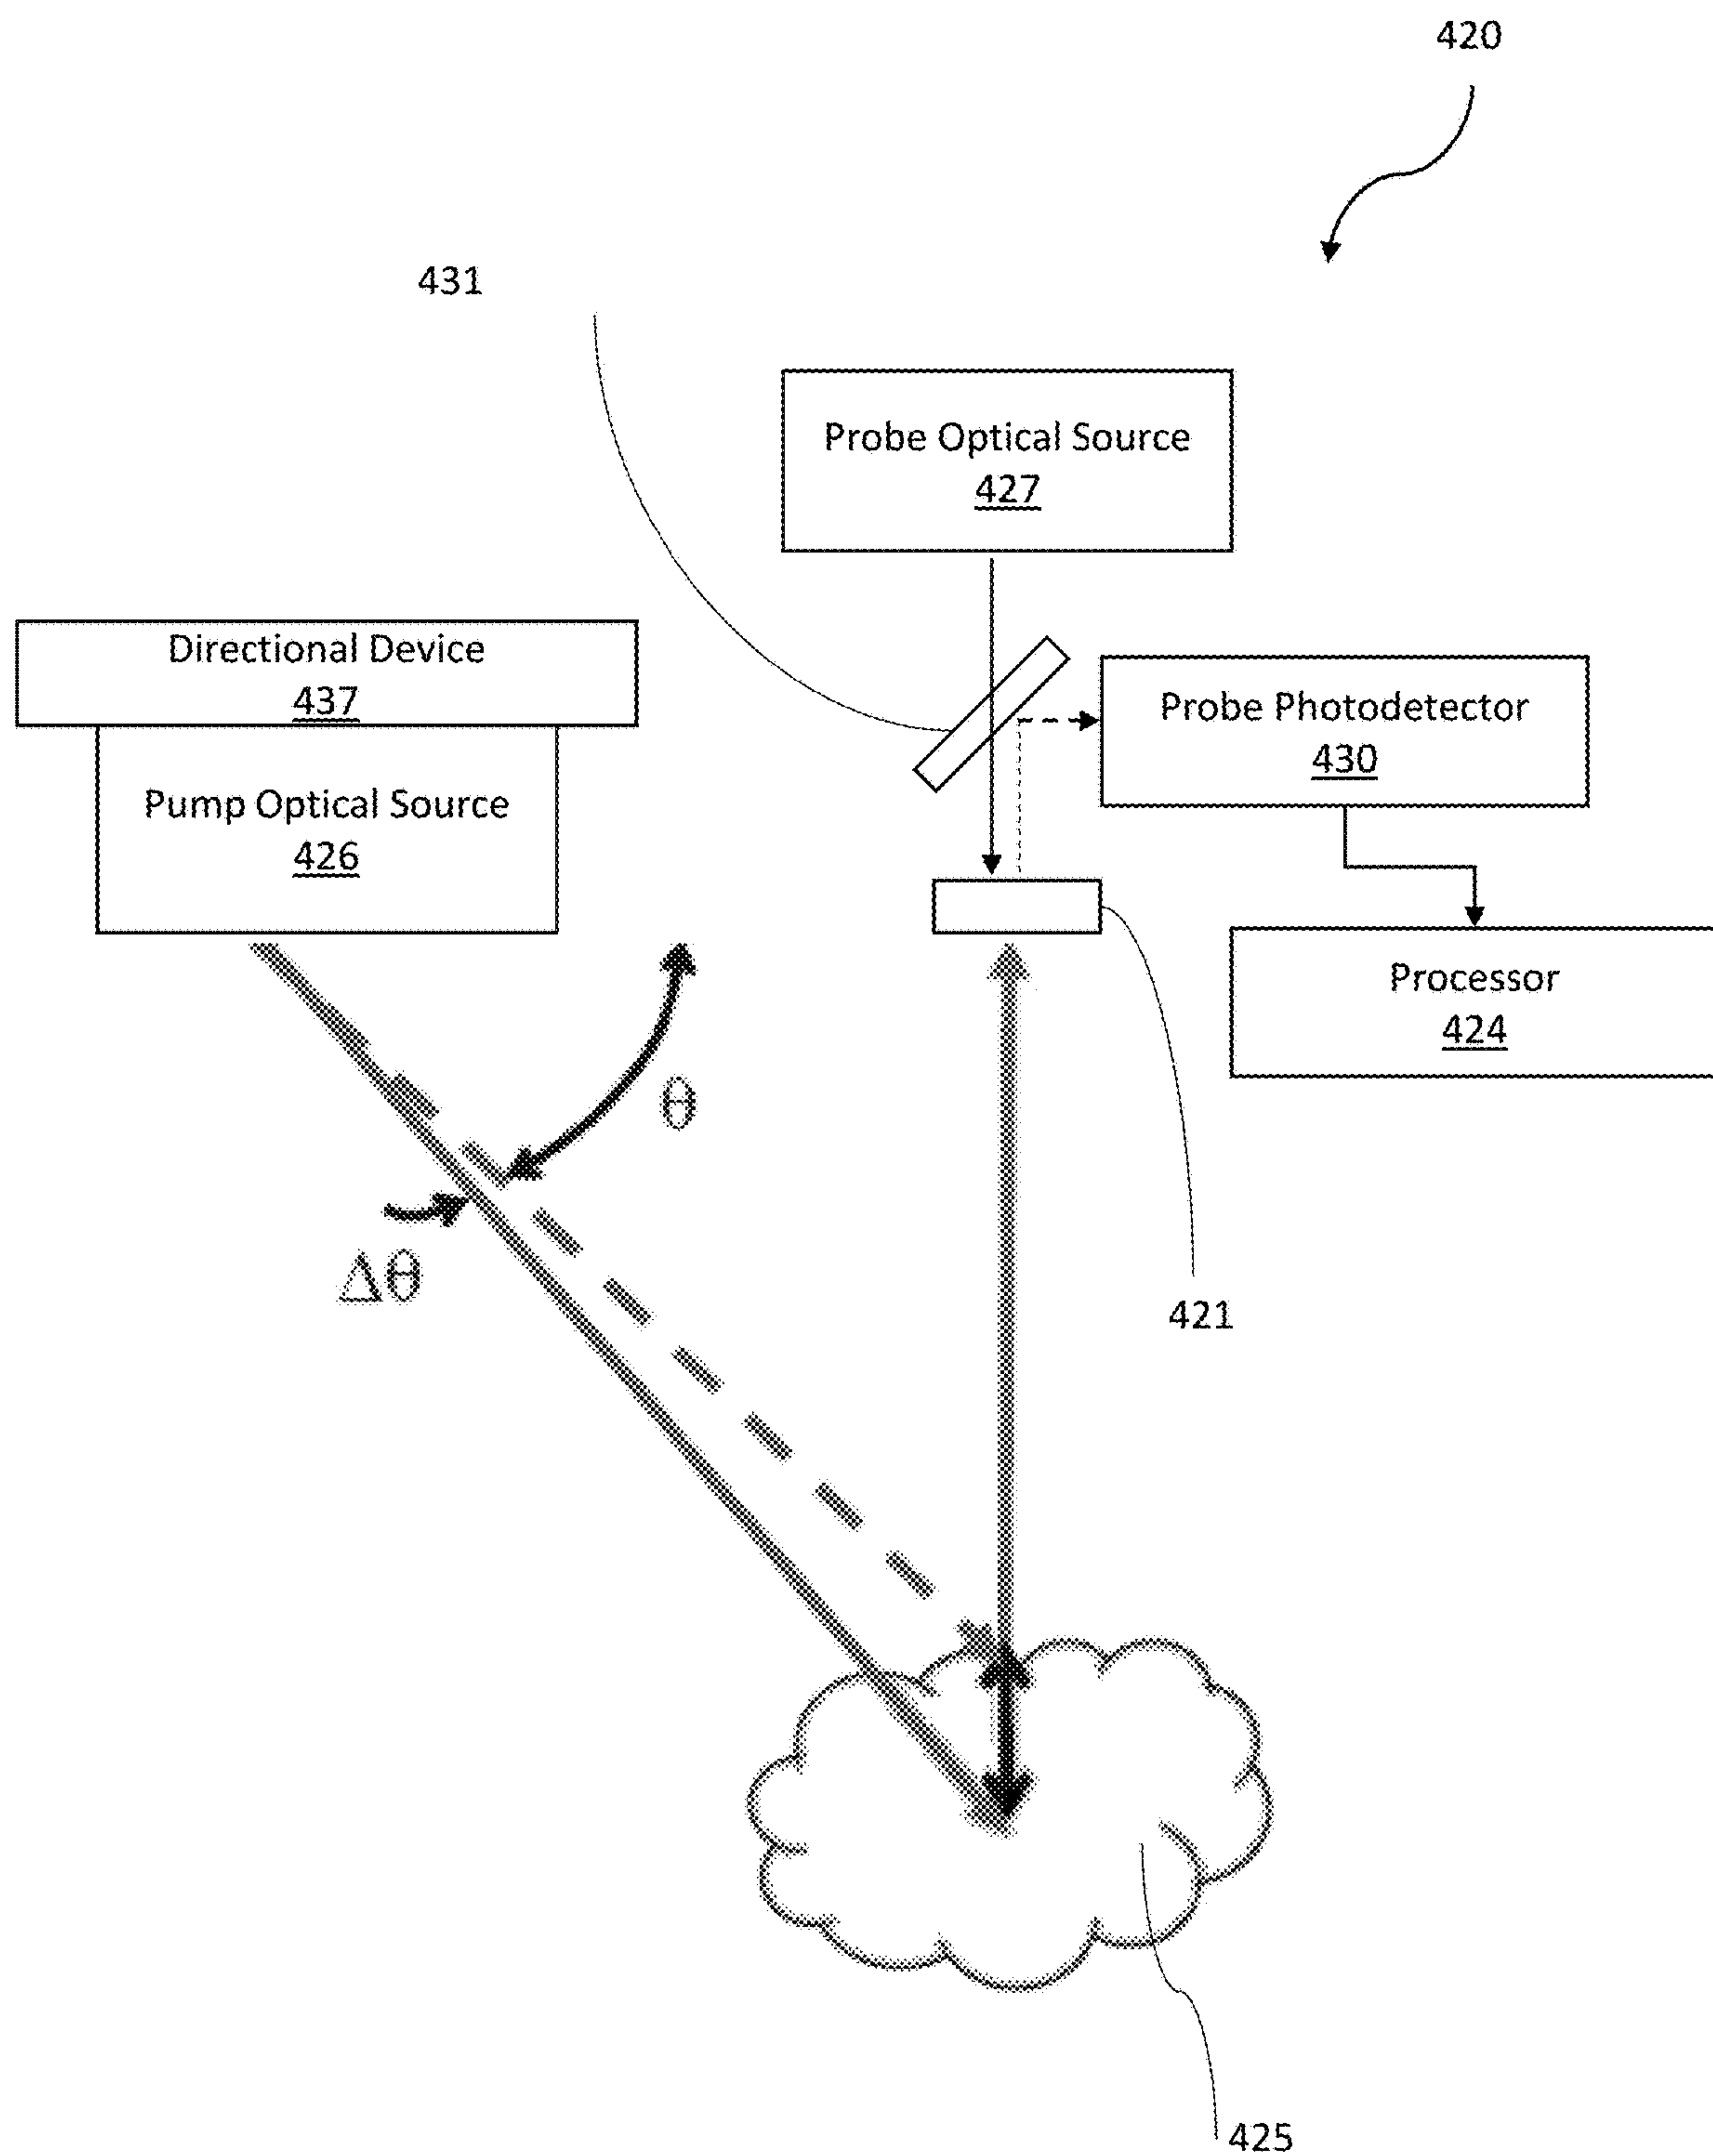 420
431
Probe Optical Source
427
Directional Device
437
Probe Photodetector
430
Pump Optical Source
426
Processor
424
θ
Δθ
421
425